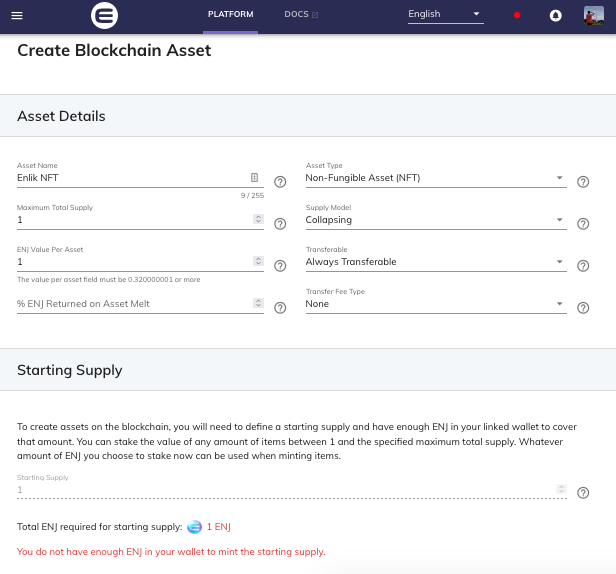 PLATFORM
DOCS
English
Create Blockchain Asset
Asset Details
Asset Name
Enlik NFT
9 / 255
Asset Type
Non-Fungible Asset (NFT)
Maximum Total Supply
1
Supply Model
Collapsing
ENJ Value Per Asset
1
The value per asset field must be 0.320000001 or more
Transferable
Always Transferable
% ENJ Returned on Asset Melt
Transfer Fee Type
None
Starting Supply
To create assets on the blockchain, you will need to define a starting supply and have enough ENJ in your linked wallet to cover
that amount. You can stake the value of any amount of items between 1 and the specified maximum total supply. Whatever
amount of ENJ you choose to stake now can be used when minting items.
Starting Supply
1
Total ENJ required for starting supply: 1 ENJ
You do not have enough ENJ in your wallet to mint the starting supply.